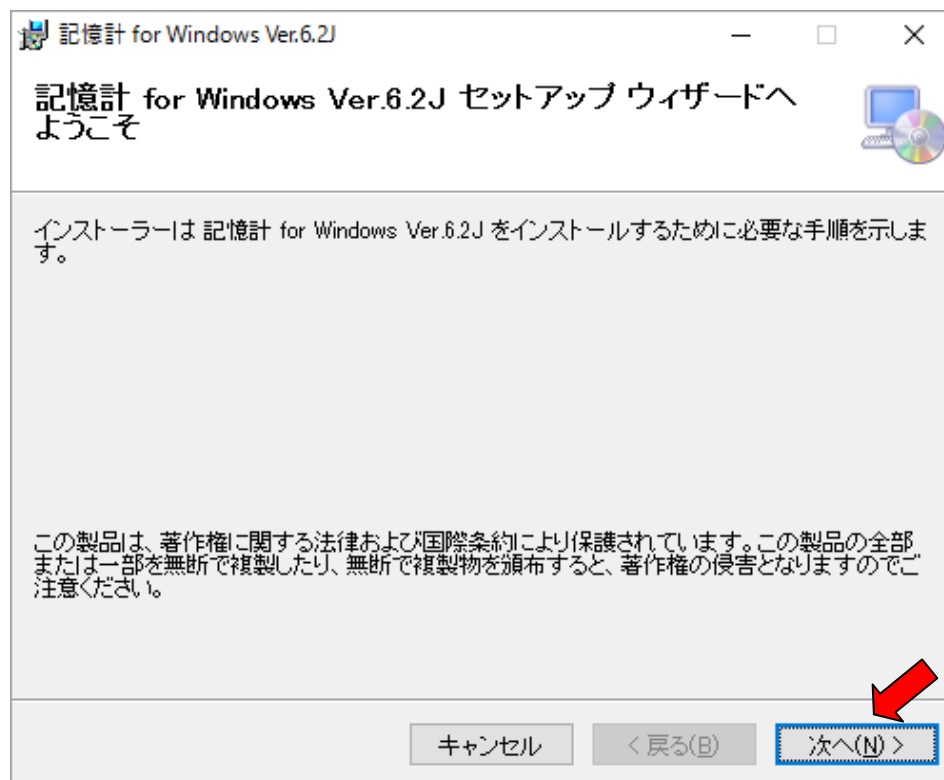 記憶計 for Windows Ver.6.2J
記憶計 for Windows Ver.6.2J セットアップ ウィザードへ
ようこそ
インストーラーは 記憶計 for Windows Ver.6.2J をインストールするために必要な手順を示しま
す。
この製品は、著作権に関する法律および国際条約により保護されています。この製品の全部
または一部を無断で複製したり、無断で複製物を頒布すると、著作権の侵害となりますのでご
注意ください。
キャンセル
< 戻る(B)
次へ(N) >